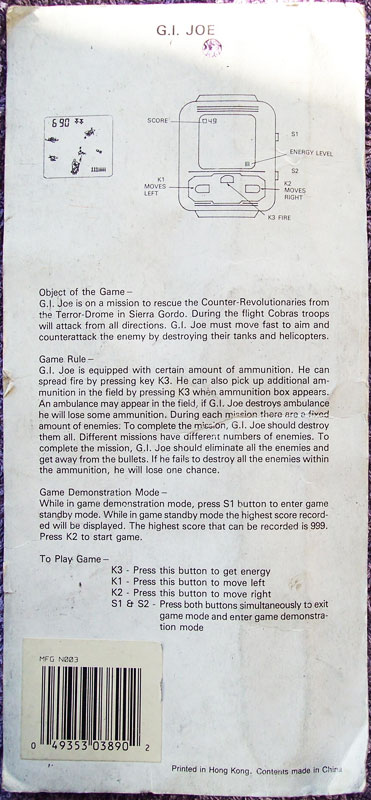 G.I. JOE
690
SCORE
049
S1
ENERGY LEVEL
S2
K1
MOVES
LEFT
K2
MOVES
RIGHT
K3 FIRE
Object of the Game –
G.I. Joe is on a mission to rescue the Counter-Revolutionaries from
the Terror-Drome in Sierra Gordo. During the flight Cobras troops
will attack from all directions. G.I. Joe must move fast to aim and
counterattack the enemy by destroying their tanks and helicopters.
Game Rule –
G.I. Joe is equipped with certain amount of ammunition. He can
spread fire by pressing key K3. He can also pick up additional am-
munition in the field by pressing K3 when ammunition box appears.
An ambulance may appear in the field, if G.I. Joe destroys ambulance
he will lose some ammunition. During each mission there are a fixed
amount of enemies. To complete the mission, G.I. Joe should destroy
them all. Different missions have different numbers of enemies. To
complete the mission, G.I. Joe should eliminate all the enemies and
get away from the bullets. If he fails to destroy all the enemies within
the ammunition, he will lose one chance.
Game Demonstration Mode –
While in game demonstration mode, press S1 button to enter game
standby mode. While in game standby mode the highest score record-
ed will be displayed. The highest score that can be recorded is 999.
Press K2 to start game.
To Play Game –
K3 - Press this button to get energy
K1 - Press this button to move left
K2 - Press this button to move right
S1 & S2 - Press both buttons simultaneously to exit
game mode and enter game demonstra-
tion mode
MFG N003
0 49353 03890 2
Printed in Hong Kong. Contents made in China